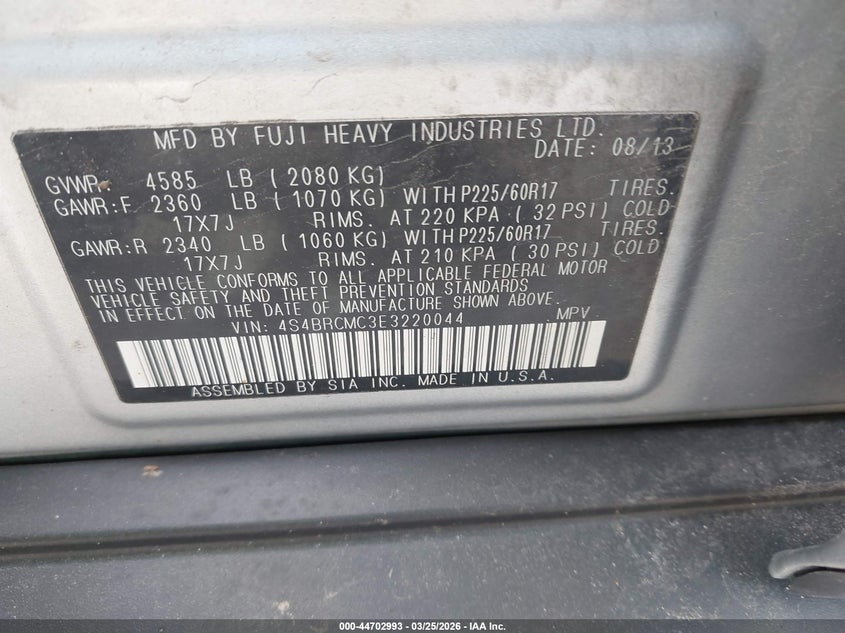 MFD BY FUJI HEAVY INDUSTRIES LTD.
DATE: 08/13
GVWR 4585 LB ( 2080 KG)
GAWR:F 2360 LB ( 1070 KG) WITH P225/60R17 TIRES.
17X7J RIMS. AT 220 KPA ( 32 PSI) COLD
GAWR:R 2340 LB ( 1060 KG) WITH P225/60R17 TIRES.
17X7J RIMS. AT 210 KPA ( 30 PSI) COLD
THIS VEHICLE CONFORMS TO ALL APPLICABLE FEDERAL MOTOR
VEHICLE SAFETY AND THEFT PREVENTION STANDARDS
IN EFFECT ON THE DATE OF MANUFACTURE SHOWN ABOVE.
VIN: 4S4BRCMC3E3220044 MPV
ASSEMBLED BY SIA INC. MADE IN U.S.A.
000-44702993 | 03/25/2026 | IAA Inc.